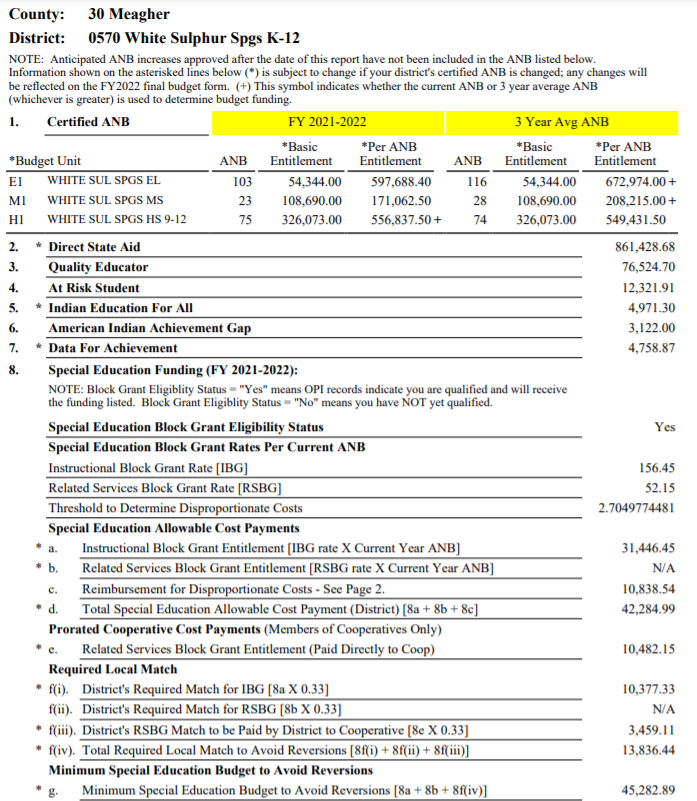 County: 30 Meagher
District: 0570 White Sulphur Spgs K-12
NOTE: Anticipated ANB increases approved after the date of this report have not been included in the ANB listed below.
Information shown on the asterisked lines below (*) is subject to change if your district's certified ANB is changed; any changes will
be reflected on the FY2022 final budget form. (+) This symbol indicates whether the current ANB or 3 year average ANB
(whichever is greater) is used to determine budget funding.
1. Certified ANB FY 2021-2022 3 Year Avg ANB
*Basic *Per ANB *Basic *Per ANB
*Budget Unit ANB Entitlement Entitlement ANB Entitlement Entitlement
E1 WHITE SUL SPGS EL 103 54,344.00 597,688.40 116 54,344.00 672,974.00 +
M1 WHITE SUL SPGS MS 23 108,690.00 171,062.50 28 108,690.00 208,215.00 +
H1 WHITE SUL SPGS HS 9-12 75 326,073.00 556,837.50 + 74 326,073.00 549,431.50
2. * Direct State Aid 861,428.68
3. Quality Educator 76,524.70
4. At Risk Student 12,321.91
5. * Indian Education For All 4,971.30
6. American Indian Achievement Gap 3,122.00
7. * Data For Achievement 4,758.87
8. Special Education Funding (FY 2021-2022):
NOTE: Block Grant Eligiblity Status = "Yes" means OPI records indicate you are qualified and will receive
the funding listed. Block Grant Eligiblity Status = "No" means you have NOT yet qualified.
Special Education Block Grant Eligibility Status Yes
Special Education Block Grant Rates Per Current ANB
Instructional Block Grant Rate [IBG] 156.45
Related Services Block Grant Rate [RSBG] 52.15
Threshold to Determine Disproportionate Costs 2.7049774481
Special Education Allowable Cost Payments
* a. Instructional Block Grant Entitlement [IBG rate X Current Year ANB] 31,446.45
* b. Related Services Block Grant Entitlement [RSBG rate X Current Year ANB] N/A
c. Reimbursement for Disproportionate Costs - See Page 2. 10,838.54
* d. Total Special Education Allowable Cost Payment (District) [8a + 8b + 8c] 42,284.99
Prorated Cooperative Cost Payments (Members of Cooperatives Only)
* e. Related Services Block Grant Entitlement (Paid Directly to Coop) 10,482.15
Required Local Match
* f(i). District's Required Match for IBG [8a X 0.33] 10,377.33
f(ii). District's Required Match for RSBG [8b X 0.33] N/A
* f(iii). District's RSBG Match to be Paid by District to Cooperative [8e X 0.33] 3,459.11
* f(iv). Total Required Local Match to Avoid Reversions [8f(i) + 8f(ii) + 8f(iii)] 13,836.44
Minimum Special Education Budget to Avoid Reversions
* g. Minimum Special Education Budget to Avoid Reversions [8a + 8b + 8f(iv)] 45,282.89